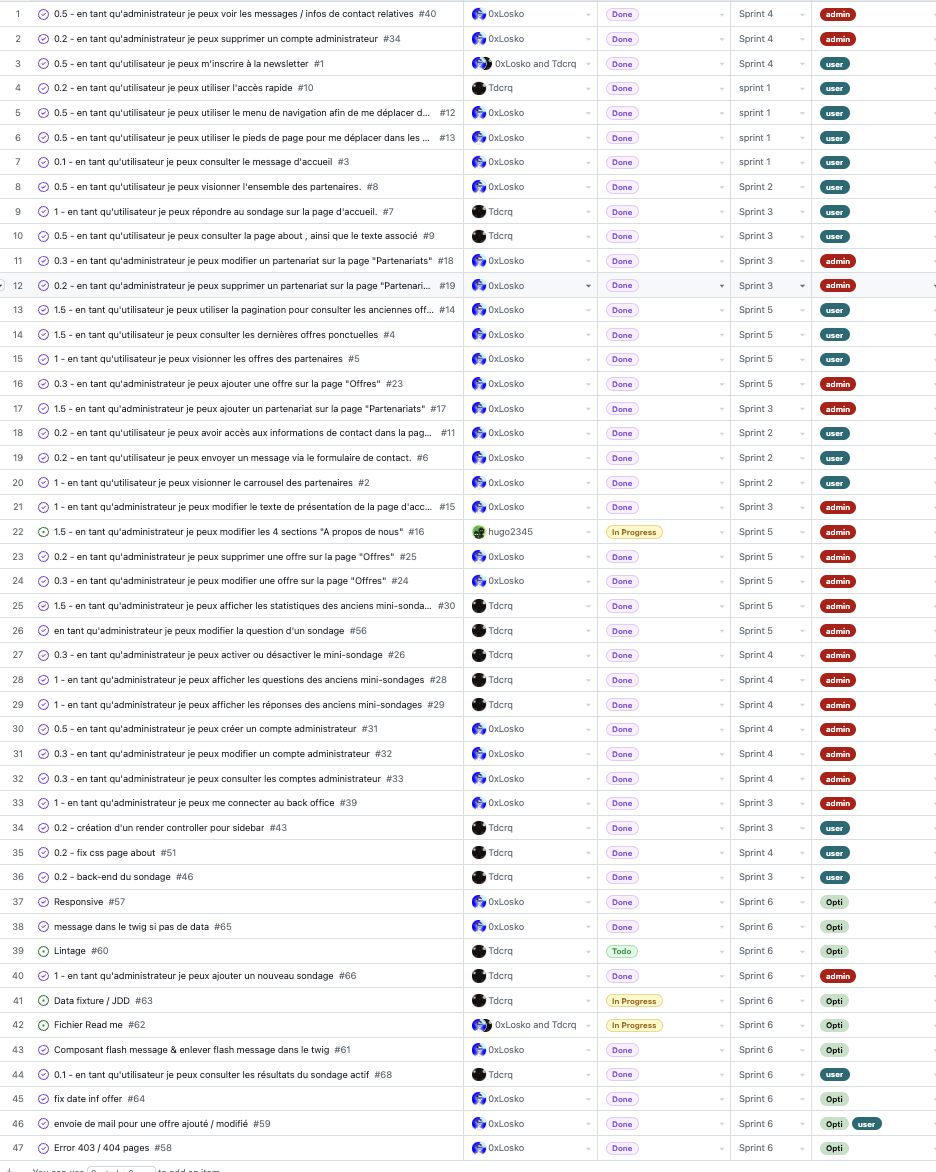 1 0.5 - en tant qu'administrateur je peux voir les messages / infos de contact relatives #40 0xLosko Done Sprint 4 admin
2 0.2 - en tant qu'administrateur je peux supprimer un compte administrateur #34 0xLosko Done Sprint 4 admin
3 0.5 - en tant qu'utilisateur je peux m'inscrire à la newsletter #1 0xLosko and Tdcrq Done Sprint 4 user
4 0.2 - en tant qu'utilisateur je peux utiliser l'accès rapide #10 Tdcrq Done sprint 1 user
5 0.5 - en tant qu'utilisateur je peux utiliser le menu de navigation afin de me déplacer d... #12 0xLosko Done sprint 1 user
6 0.5 - en tant qu'utilisateur je peux utiliser le pieds de page pour me déplacer dans les ... #13 0xLosko Done sprint 1 user
7 0.1 - en tant qu'utilisateur je peux consulter le message d'accueil #3 0xLosko Done sprint 1 user
8 0.5 - en tant qu'utilisateur je peux visionner l'ensemble des partenaires. #8 0xLosko Done Sprint 2 user
9 1 - en tant qu'utilisateur je peux répondre au sondage sur la page d'accueil. #7 Tdcrq Done Sprint 3 user
10 0.5 - en tant qu'utilisateur je peux consulter la page about , ainsi que le texte associé #9 Tdcrq Done Sprint 3 user
11 0.3 - en tant qu'administrateur je peux modifier un partenariat sur la page "Partenariats" #18 0xLosko Done Sprint 3 admin
12 0.2 - en tant qu'administrateur je peux supprimer un partenariat sur la page "Partenari... #19 0xLosko Done Sprint 3 admin
13 1.5 - en tant qu'utilisateur je peux utiliser la pagination pour consulter les anciennes off... #14 0xLosko Done Sprint 5 user
14 1.5 - en tant qu'utilisateur je peux consulter les dernières offres ponctuelles #4 0xLosko Done Sprint 5 user
15 1 - en tant qu'utilisateur je peux visionner les offres des partenaires #5 0xLosko Done Sprint 5 user
16 0.3 - en tant qu'administrateur je peux ajouter une offre sur la page "Offres" #23 0xLosko Done Sprint 5 admin
17 1.5 - en tant qu'administrateur je peux ajouter un partenariat sur la page "Partenariats" #17 0xLosko Done Sprint 3 admin
18 0.2 - en tant qu'utilisateur je peux avoir accès aux informations de contact dans la pag... #11 0xLosko Done Sprint 2 user
19 0.2 - en tant qu'utilisateur je peux envoyer un message via le formulaire de contact. #6 0xLosko Done Sprint 2 user
20 1 - en tant qu'utilisateur je peux visionner le carrousel des partenaires #2 0xLosko Done Sprint 2 user
21 1 - en tant qu'administrateur je peux modifier le texte de présentation de la page d'acc... #15 0xLosko Done Sprint 3 admin
22 1.5 - en tant qu'administrateur je peux modifier les 4 sections "A propos de nous" #16 hugo2345 In Progress Sprint 5 admin
23 0.2 - en tant qu'administrateur je peux supprimer une offre sur la page "Offres" #25 0xLosko Done Sprint 5 admin
24 0.3 - en tant qu'administrateur je peux modifier une offre sur la page "Offres" #24 0xLosko Done Sprint 5 admin
25 1.5 - en tant qu'administrateur je peux afficher les statistiques des anciens mini-sonda... #30 Tdcrq Done Sprint 5 admin
26 en tant qu'administrateur je peux modifier la question d'un sondage #56 Tdcrq Done Sprint 5 admin
27 0.3 - en tant qu'administrateur je peux activer ou désactiver le mini-sondage #26 Tdcrq Done Sprint 4 admin
28 1 - en tant qu'administrateur je peux afficher les questions des anciens mini-sondages #28 Tdcrq Done Sprint 4 admin
29 1 - en tant qu'administrateur je peux afficher les réponses des anciens mini-sondages #29 Tdcrq Done Sprint 4 admin
30 0.5 - en tant qu'administrateur je peux créer un compte administrateur #31 0xLosko Done Sprint 4 admin
31 0.3 - en tant qu'administrateur je peux modifier un compte administrateur #32 0xLosko Done Sprint 4 admin
32 0.3 - en tant qu'administrateur je peux consulter les comptes administrateur #33 0xLosko Done Sprint 4 admin
33 1 - en tant qu'administrateur je peux me connecter au back office #39 0xLosko Done Sprint 3 admin
34 0.2 - création d'un render controller pour sidebar #43 Tdcrq Done Sprint 3 user
35 0.2 - fix css page about #51 Tdcrq Done Sprint 4 user
36 0.2 - back-end du sondage #46 Tdcrq Done Sprint 3 user
37 Responsive #57 0xLosko Done Sprint 6 Opti
38 message dans le twig si pas de data #65 0xLosko Done Sprint 6 Opti
39 Lintage #60 Tdcrq Todo Sprint 6 Opti
40 1 - en tant qu'administrateur je peux ajouter un nouveau sondage #66 Tdcrq Done Sprint 6 admin
41 Data fixture / JDD #63 Tdcrq In Progress Sprint 6 Opti
42 Fichier Read me #62 0xLosko and Tdcrq In Progress Sprint 6 Opti
43 Composant flash message & enlever flash message dans le twig #61 0xLosko Done Sprint 6 Opti
44 0.1 - en tant qu'utilisateur je peux consulter les résultats du sondage actif #68 Tdcrq Done Sprint 6 user
45 fix date inf offer #64 0xLosko Done Sprint 6 Opti
46 envoie de mail pour une offre ajouté / modifié #59 0xLosko Done Sprint 6 Opti user
47 Error 403 / 404 pages #58 0xLosko Done Sprint 6 Opti